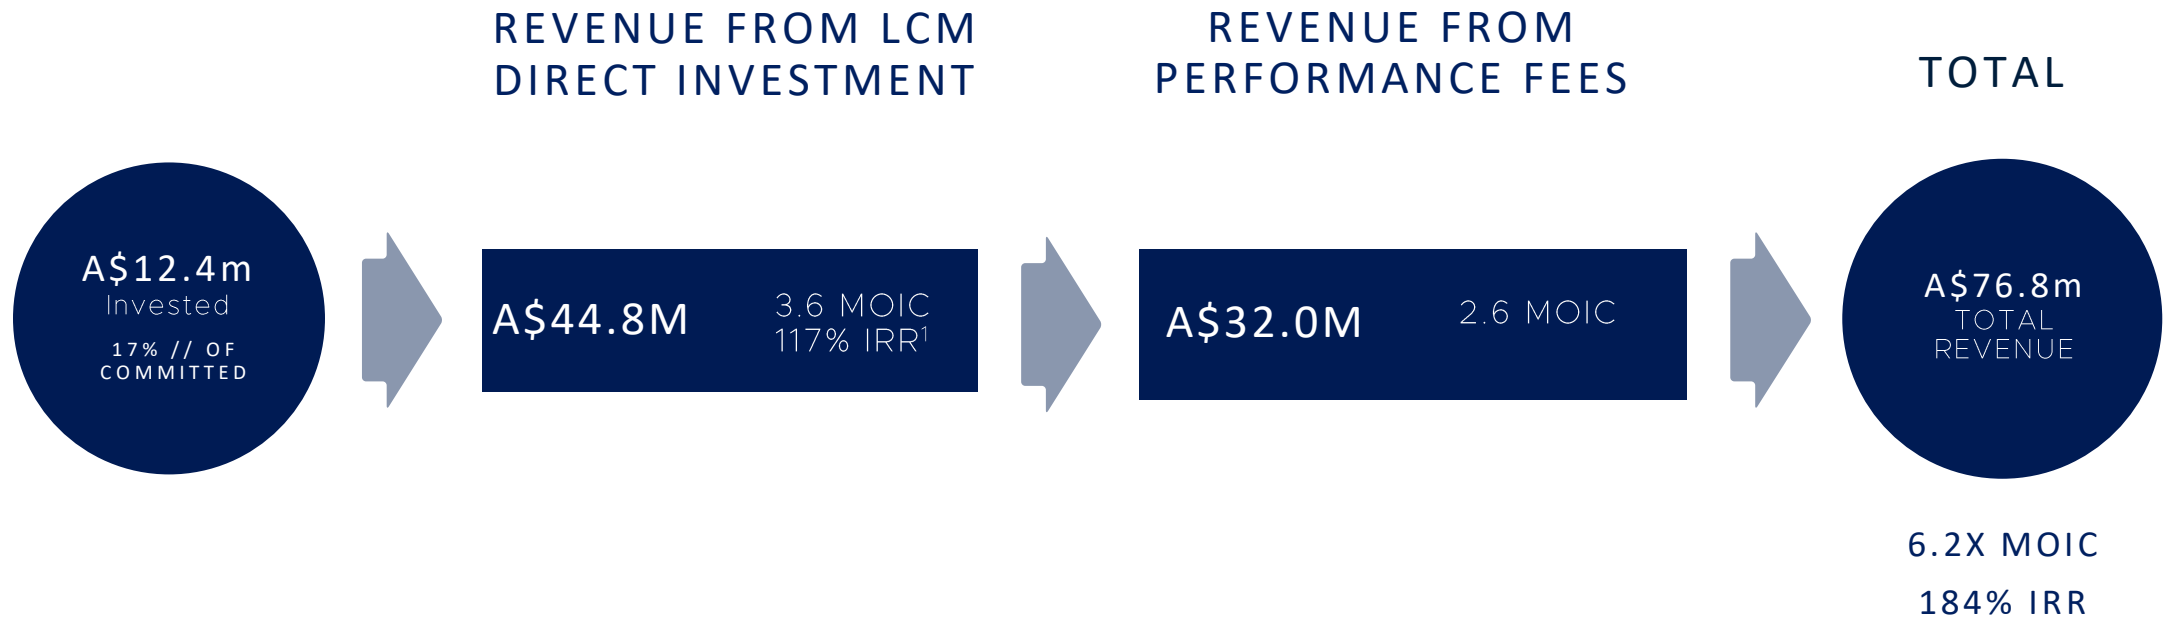 REVENUE FROM LCM
DIRECT INVESTMENT
REVENUE FROM
PERFORMANCE FEES
TOTAL
A$12.4m
Invested
17% // OF
COMMITTED
A$44.8M
3.6 MOIC
117% IRR¹
A$32.0M
2.6 MOIC
A$76.8m
TOTAL
REVENUE
6.2X MOIC
184% IRR